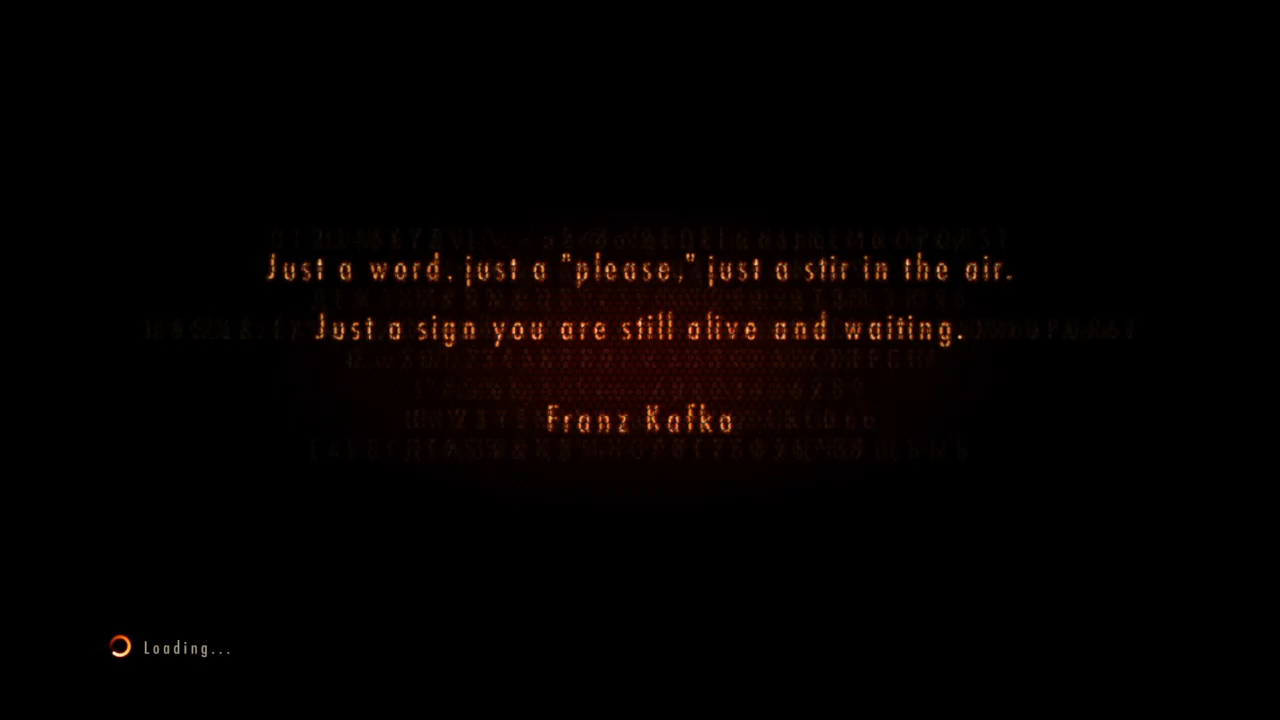 Just a word, just a "please," just a stir in the air.
Just a sign you are still alive and waiting.
Franz Kafka
Loading...